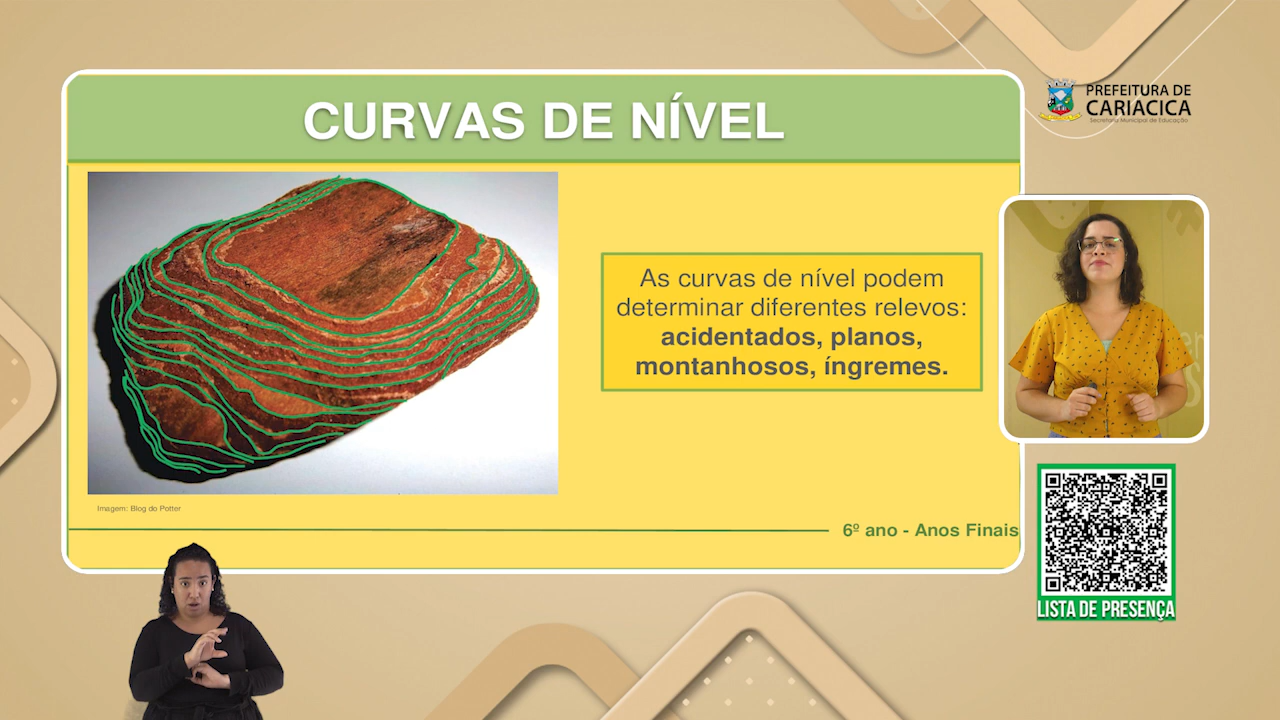 CURVAS DE NÍVEL
PREFEITURA DE
CARIACICA
Secretaria Municipal de Educação
As curvas de nível podem
determinar diferentes relevos:
acidentados, planos,
montanhosos, íngremes.
Imagem: Blog do Potter
6º ano - Anos Finais
LISTA DE PRESENÇA